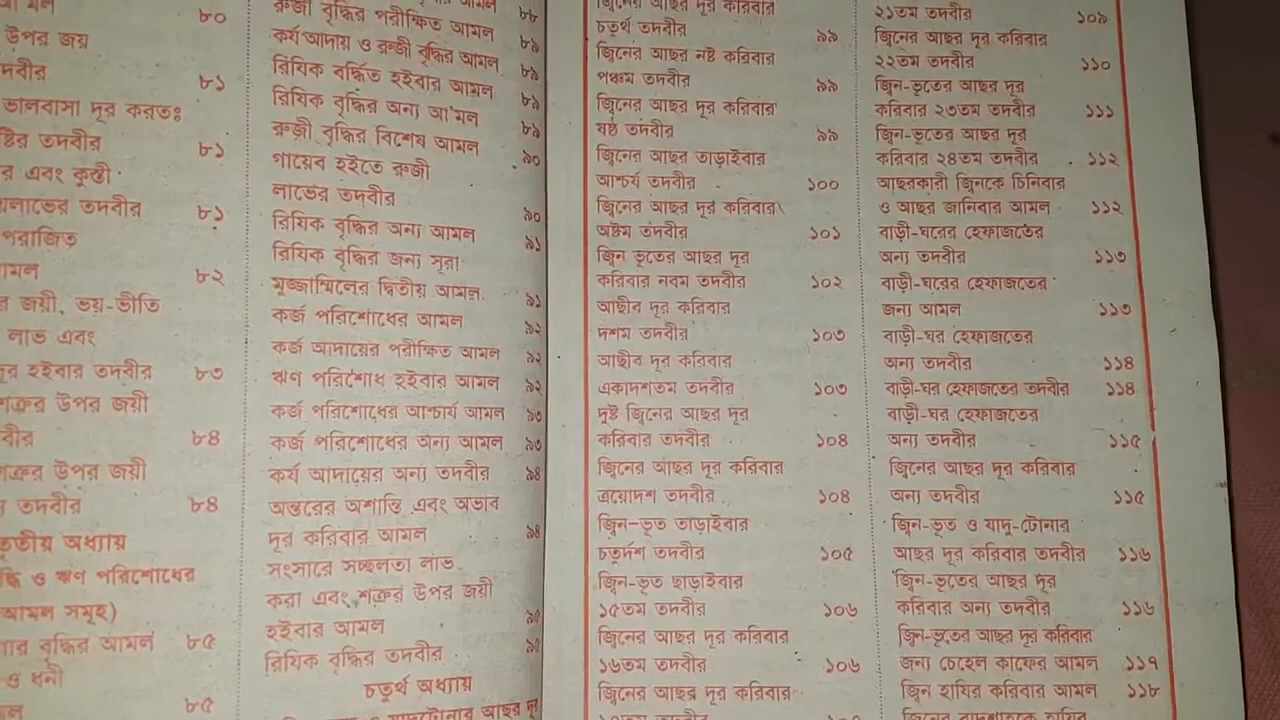 ৮০
উপর জয়
৮১
ভালবাসা দূর করতঃ
তদবীর ৮১
এবং কুস্তী
তদবীর ৮১
পরাজিত
৮২
জয়ী, ভয়-ভীতি
লাভ এবং
হইবার তদবীর ৮৩
উপর জয়ী
৮৪
উপর জয়ী
তদবীর ৮৪
তৃতীয় অধ্যায়
ও ঋণ পরিশোধের
আমল সমূহ)
বৃদ্ধির আমল ৮৫
ও ধনী
৮৫
রুজী বৃদ্ধির পরীক্ষিত আমল ৮৮
কর্য আদায় ও রুজী বৃদ্ধির আমল ৮৯
রিযিক বর্দ্ধিত হইবার আমল ৮৯
রিযিক বৃদ্ধির অন্য আ'মল ৮৯
রুজী বৃদ্ধির বিশেষ আমল ৯০
গায়েব হইতে রুজী
লাভের তদবীর ৯০
রিযিক বৃদ্ধির অন্য আমল ৯১
রিযিক বৃদ্ধির জন্য সূরা
মুজ্জাম্মিলের দ্বিতীয় আমল ৯১
কর্জ পরিশোধের আমল ৯২
কর্জ আদায়ের পরীক্ষিত আমল ৯২
ঋণ পরিশোধ হইবার আমল ৯২
কর্জ পরিশোধের আশ্চার্য আমল ৯৩
কর্জ পরিশোধের অন্য আমল ৯৩
কর্য আদায়ের অন্য তদবীর ৯৪
অন্তরের অশান্তি এবং অভাব
দূর করিবার আমল ৯৪
সংসারে সচ্ছলতা লাভ
করা এবং শত্রুর উপর জয়ী
হইবার আমল ৯৫
রিযিক বৃদ্ধির তদবীর ৯৫
চতুর্থ অধ্যায়
জ্বিনের আছর দূর করিবার
চতুর্থ তদবীর ৯৯
জ্বিনের আছর নষ্ট করিবার
পঞ্চম তদবীর ৯৯
জ্বিনের আছর দূর করিবার
ষষ্ঠ তদবীর ৯৯
জ্বিনের আছর তাড়াইবার
আশ্চর্য তদবীর ১০০
জ্বিনের আছর দূর করিবার
অষ্টম তদবীর ১০১
জ্বিন ভূতের আছর দূর
করিবার নবম তদবীর ১০২
আছীব দূর করিবার
দশম তদবীর ১০৩
আছীব দূর করিবার
একাদশতম তদবীর ১০৩
দুষ্ট জ্বিনের আছর দূর
করিবার তদবীর ১০৪
জ্বিনের আছর দূর করিবার
ত্রয়োদশ তদবীর ১০৪
জ্বিন-ভূত তাড়াইবার
চতুর্দশ তদবীর ১০৫
জ্বিন-ভূত ছাড়াইবার
১৫তম তদবীর ১০৬
জ্বিনের আছর দূর করিবার
১৬তম তদবীর ১০৬
জ্বিনের আছর দূর করিবার
২১তম তদবীর ১০৯
জ্বিনের আছর দূর করিবার
২২তম তদবীর ১১০
জ্বিন-ভূতের আছর দূর
করিবার ২৩তম তদবীর ১১১
জ্বিন-ভূতের আছর দূর
করিবার ২৪তম তদবীর ১১২
আছরকারী জ্বিনকে চিনিবার
ও আছর জানিবার আমল ১১২
বাড়ী-ঘরের হেফাজতের
অন্য তদবীর ১১৩
বাড়ী-ঘরের হেফাজতের
জন্য আমল ১১৩
বাড়ী-ঘর হেফাজতের
অন্য তদবীর ১১৪
বাড়ী-ঘর হেফাজতের তদবীর ১১৪
বাড়ী-ঘর হেফাজতের
অন্য তদবীর ১১৫
জ্বিনের আছর দূর করিবার
অন্য তদবীর ১১৫
জ্বিন-ভূত ও যাদু-টোনার
আছর দূর করিবার তদবীর ১১৬
জ্বিন-ভূতের আছর দূর
করিবার অন্য তদবীর ১১৬
জ্বিন-ভূতের আছর দূর করিবার
জন্য চেহেল কাফের আমল ১১৭
জ্বিন হাযির করিবার আমল ১১৮